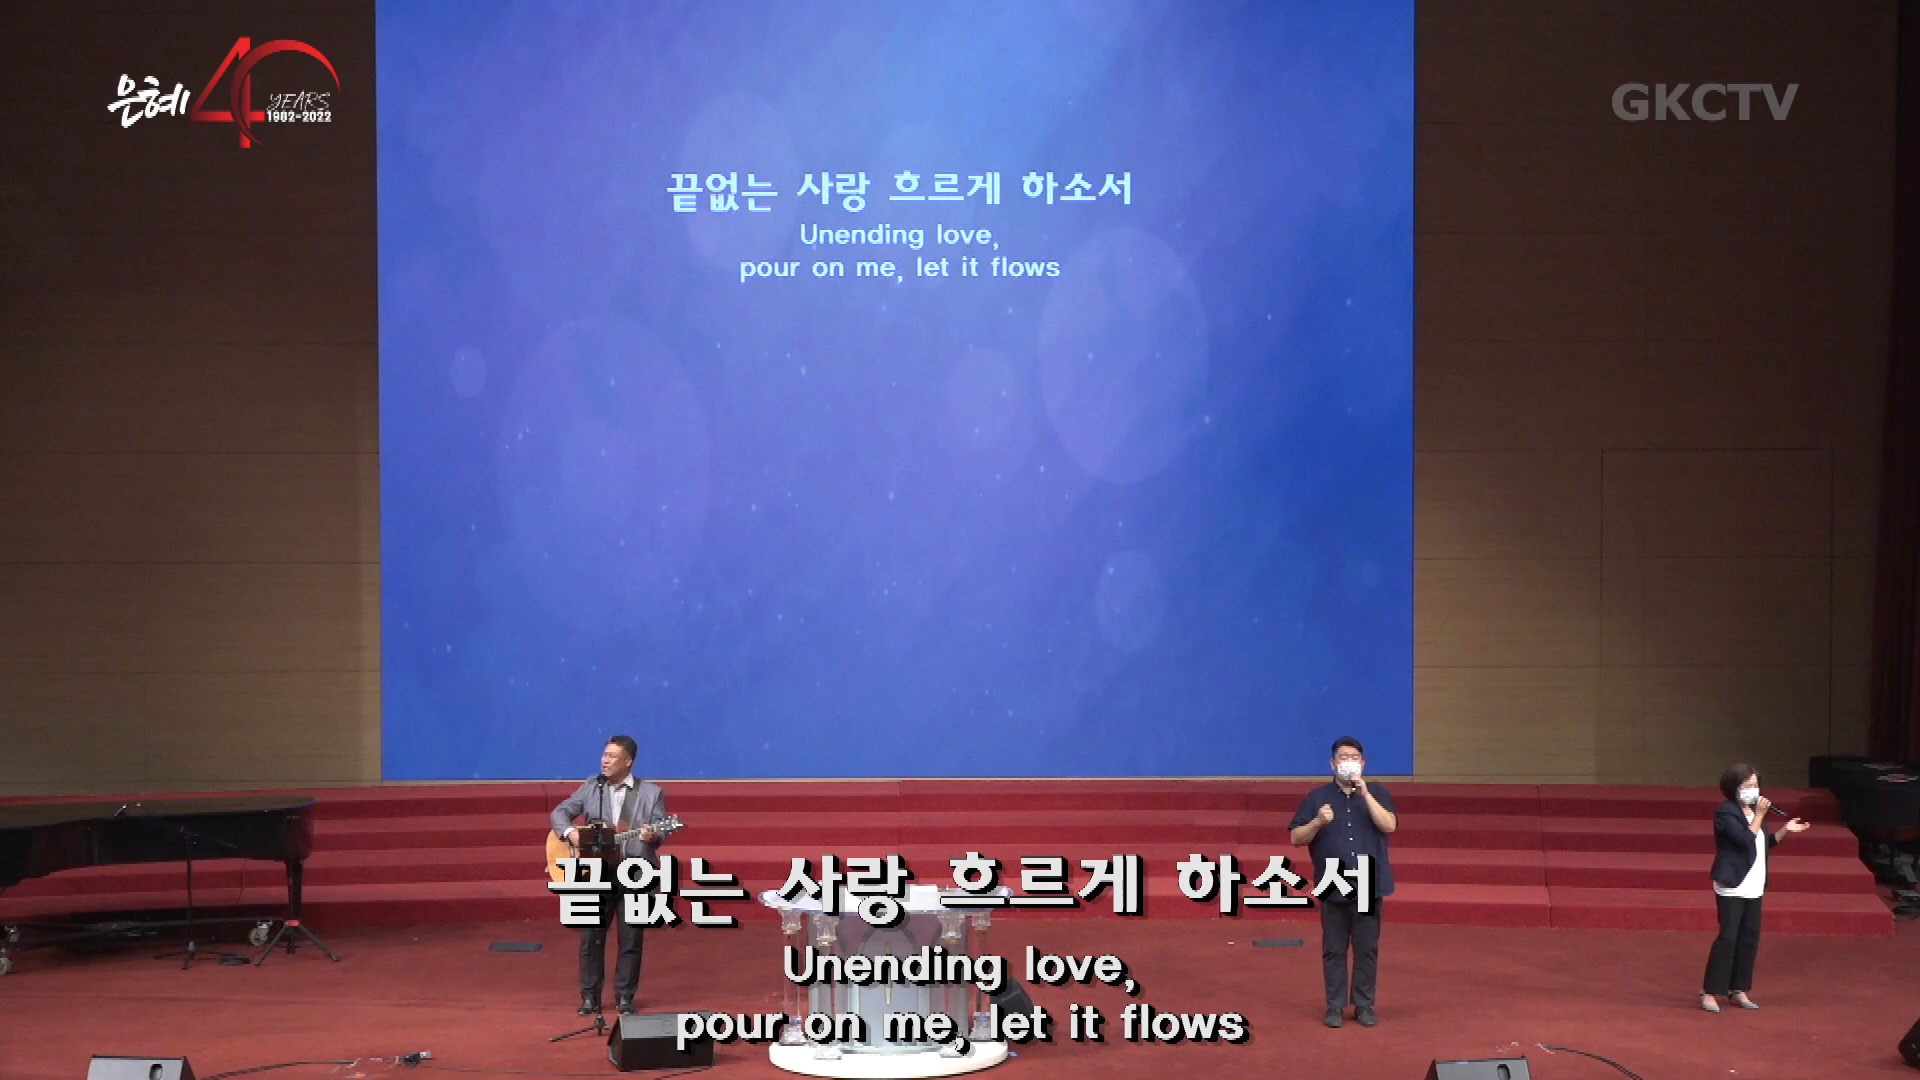 은혜 40 YEARS
1982-2022
GKCTV
끝없는 사랑 흐르게 하소서
Unending love,
pour on me, let it flows
끝없는 사랑 흐르게 하소서
Unending love,
pour on me, let it flows